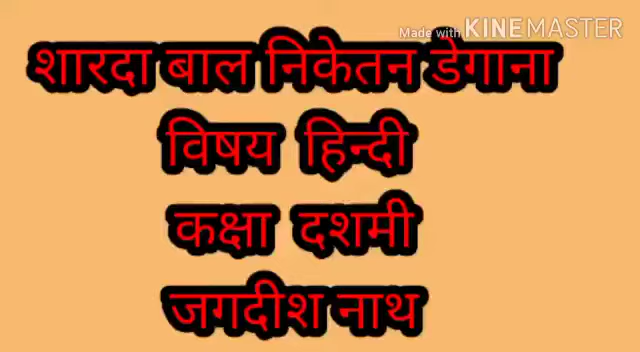 Made with KINEMASTER
शारदा बाल निकेतन डेगाना
विषय हिन्दी
कक्षा दशमी
जगदीश नाथ